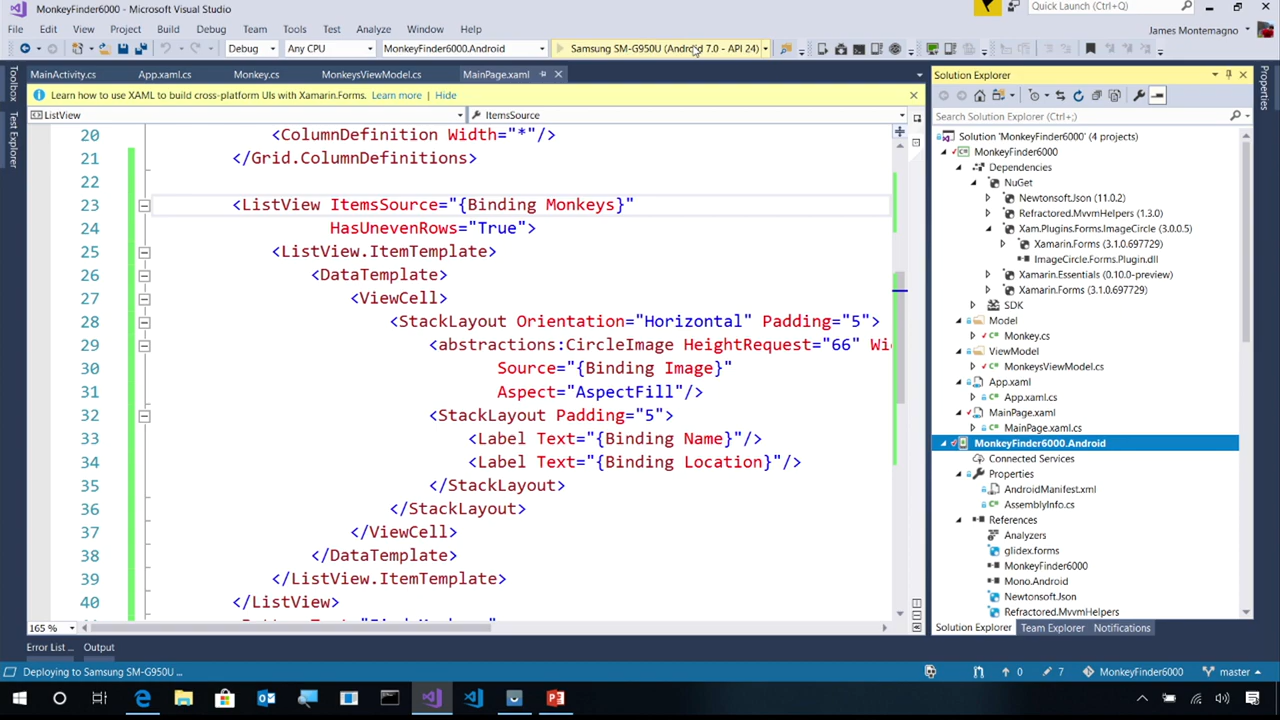 MonkeyFinder6000 - Microsoft Visual Studio
Quick Launch (Ctrl+Q)
File Edit View Project Build Debug Team Tools Test Analyze Window Help
James Montemagno
Debug Any CPU MonkeyFinder6000.Android Samsung SM-G950U (Android 7.0 - API 24)
Toolbox
Test Explorer
MainActivity.cs App.xaml.cs Monkey.cs MonkeysViewModel.cs MainPage.xaml
Learn how to use XAML to build cross-platform UIs with Xamarin.Forms. Learn more | Hide
ListView ItemsSource
20 <ColumnDefinition Width="*"/>
21 </Grid.ColumnDefinitions>
22
23 <ListView ItemsSource="{Binding Monkeys}"
24 HasUnevenRows="True">
25 <ListView.ItemTemplate>
26 <DataTemplate>
27 <ViewCell>
28 <StackLayout Orientation="Horizontal" Padding="5">
29 <abstractions:CircleImage HeightRequest="66" Wi
30 Source="{Binding Image}"
31 Aspect="AspectFill"/>
32 <StackLayout Padding="5">
33 <Label Text="{Binding Name}"/>
34 <Label Text="{Binding Location}"/>
35 </StackLayout>
36 </StackLayout>
37 </ViewCell>
38 </DataTemplate>
39 </ListView.ItemTemplate>
40 </ListView>
165 %
Error List ... Output
Solution Explorer
Search Solution Explorer (Ctrl+;)
Solution 'MonkeyFinder6000' (4 projects)
MonkeyFinder6000
Dependencies
NuGet
Newtonsoft.Json (11.0.2)
Refractored.MvvmHelpers (1.3.0)
Xam.Plugins.Forms.ImageCircle (3.0.0.5)
Xamarin.Forms (3.1.0.697729)
ImageCircle.Forms.Plugin.dll
Xamarin.Essentials (0.10.0-preview)
Xamarin.Forms (3.1.0.697729)
SDK
Model
Monkey.cs
ViewModel
MonkeysViewModel.cs
App.xaml
App.xaml.cs
MainPage.xaml
MainPage.xaml.cs
MonkeyFinder6000.Android
Connected Services
Properties
AndroidManifest.xml
AssemblyInfo.cs
References
Analyzers
glidex.forms
MonkeyFinder6000
Mono.Android
Newtonsoft.Json
Refractored.MvvmHelpers
Solution Explorer Team Explorer Notifications
Properties
Deploying to Samsung SM-G950U ...
0 7 MonkeyFinder6000 master